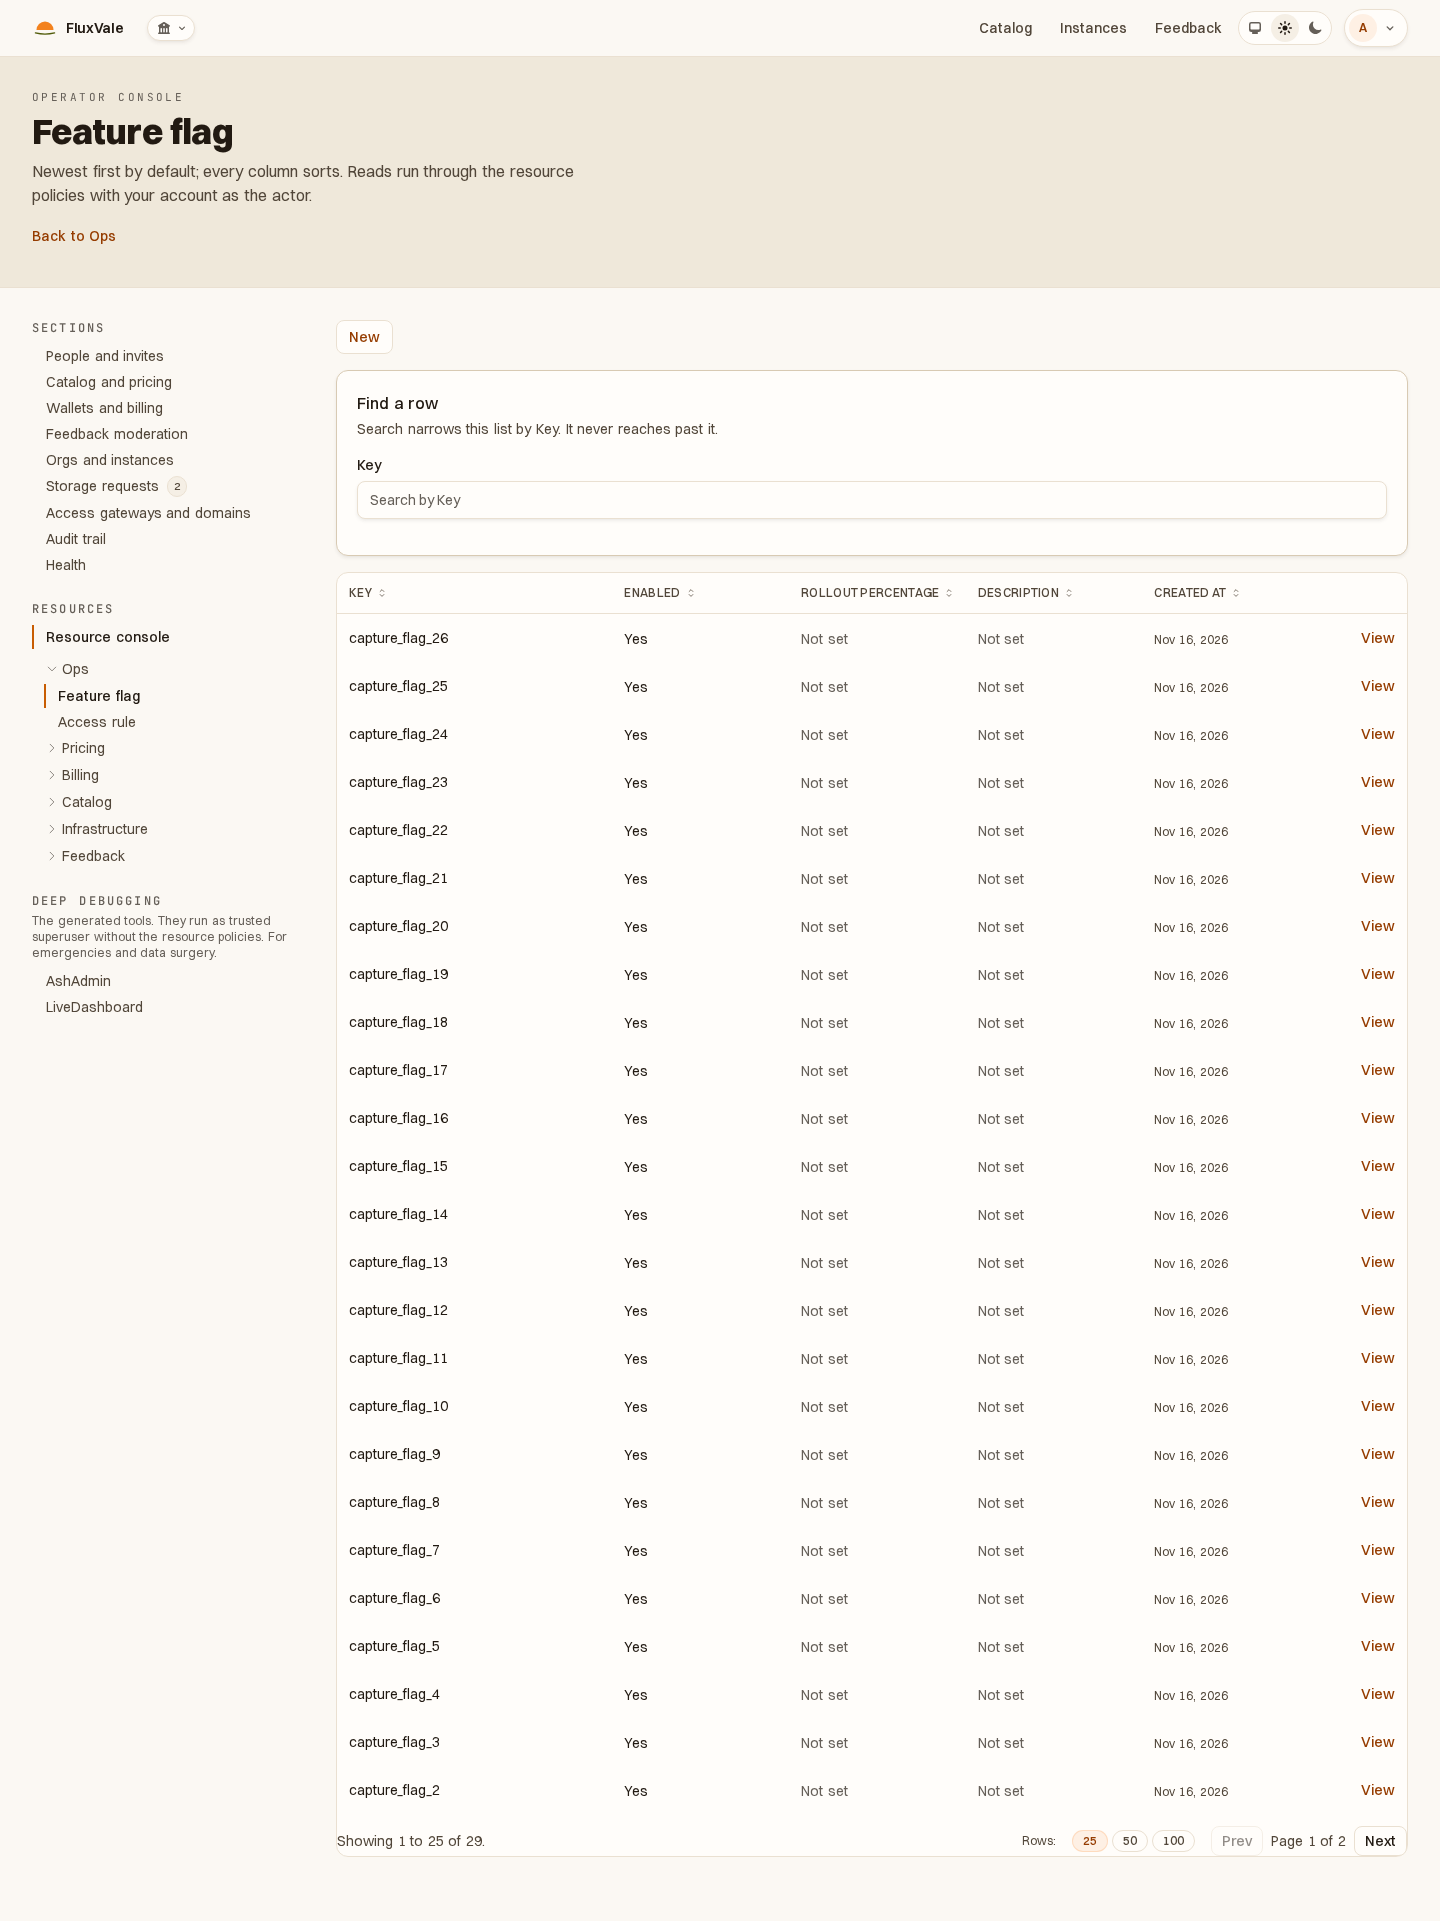 FluxVale
Catalog
Instances
Feedback
A
OPERATOR CONSOLE
Feature flag
Newest first by default; every column sorts. Reads run through the resource
policies with your account as the actor.
Back to Ops
SECTIONS
People and invites
Catalog and pricing
Wallets and billing
Feedback moderation
Orgs and instances
Storage requests 2
Access gateways and domains
Audit trail
Health
RESOURCES
Resource console
Ops
Feature flag
Access rule
Pricing
Billing
Catalog
Infrastructure
Feedback
DEEP DEBUGGING
The generated tools. They run as trusted
superuser without the resource policies. For
emergencies and data surgery.
AshAdmin
LiveDashboard
New
Find a row
Search narrows this list by Key. It never reaches past it.
Key
Search by Key
KEY ENABLED ROLLOUT PERCENTAGE DESCRIPTION CREATED AT
capture_flag_26 Yes Not set Not set Nov 16, 2026 View
capture_flag_25 Yes Not set Not set Nov 16, 2026 View
capture_flag_24 Yes Not set Not set Nov 16, 2026 View
capture_flag_23 Yes Not set Not set Nov 16, 2026 View
capture_flag_22 Yes Not set Not set Nov 16, 2026 View
capture_flag_21 Yes Not set Not set Nov 16, 2026 View
capture_flag_20 Yes Not set Not set Nov 16, 2026 View
capture_flag_19 Yes Not set Not set Nov 16, 2026 View
capture_flag_18 Yes Not set Not set Nov 16, 2026 View
capture_flag_17 Yes Not set Not set Nov 16, 2026 View
capture_flag_16 Yes Not set Not set Nov 16, 2026 View
capture_flag_15 Yes Not set Not set Nov 16, 2026 View
capture_flag_14 Yes Not set Not set Nov 16, 2026 View
capture_flag_13 Yes Not set Not set Nov 16, 2026 View
capture_flag_12 Yes Not set Not set Nov 16, 2026 View
capture_flag_11 Yes Not set Not set Nov 16, 2026 View
capture_flag_10 Yes Not set Not set Nov 16, 2026 View
capture_flag_9 Yes Not set Not set Nov 16, 2026 View
capture_flag_8 Yes Not set Not set Nov 16, 2026 View
capture_flag_7 Yes Not set Not set Nov 16, 2026 View
capture_flag_6 Yes Not set Not set Nov 16, 2026 View
capture_flag_5 Yes Not set Not set Nov 16, 2026 View
capture_flag_4 Yes Not set Not set Nov 16, 2026 View
capture_flag_3 Yes Not set Not set Nov 16, 2026 View
capture_flag_2 Yes Not set Not set Nov 16, 2026 View
Showing 1 to 25 of 29. Rows: 25 50 100 Prev Page 1 of 2 Next